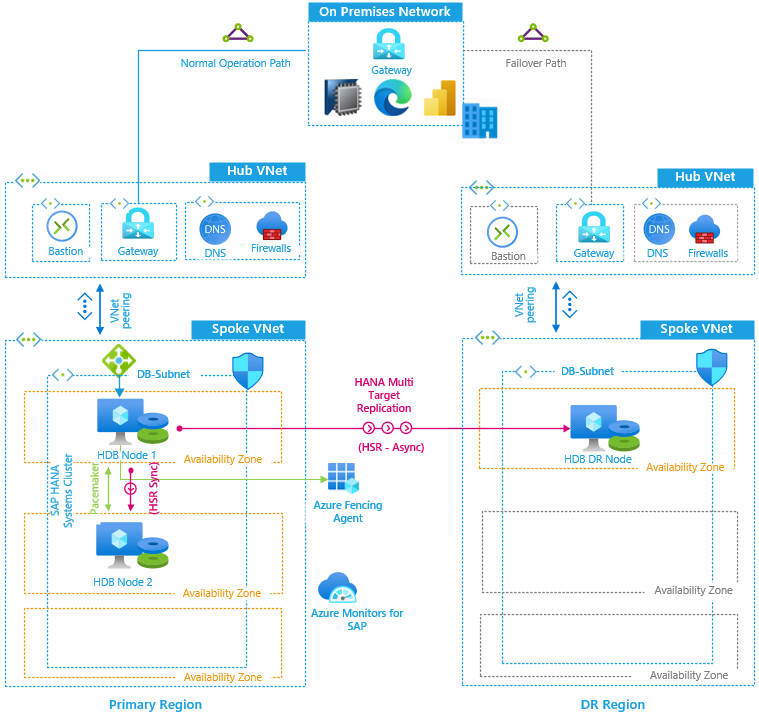 On Premises Network
Gateway
Normal Operation Path
Failover Path
Hub VNet
Bastion
Gateway
DNS
DNS
Firewalls
Hub VNet
Bastion
Gateway
DNS
DNS
Firewalls
VNet
peering
VNet
peering
Spoke VNet
DB-Subnet
HDB Node 1
Availability Zone
SAP HANA
Systems Cluster
Pacemaker
(HSR Sync)
HDB Node 2
Availability Zone
Availability Zone
Primary Region
HANA Multi
Target
Replication
(HSR - Async)
Azure Fencing
Agent
Azure Monitors for
SAP
Spoke VNet
DB-Subnet
HDB DR Node
Availability Zone
Availability Zone
Availability Zone
DR Region